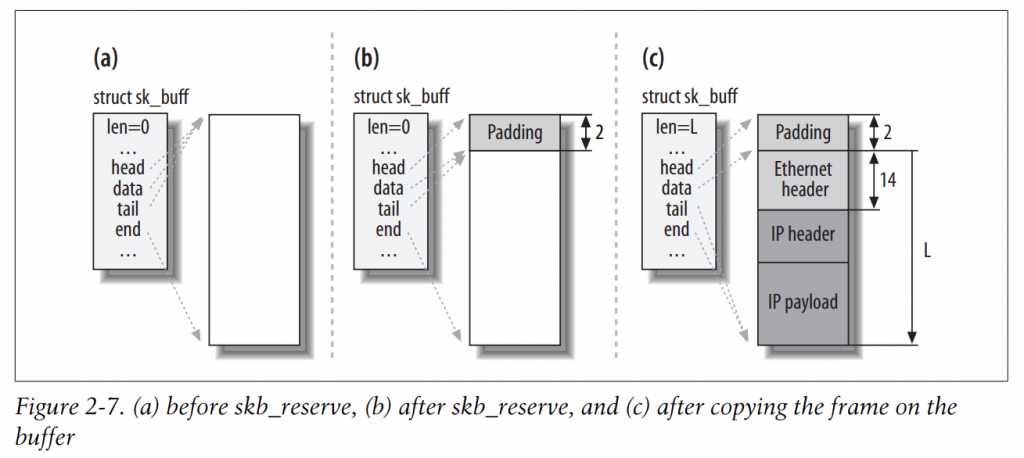 (a)
struct sk_buff
len=0
...
head
data
tail
end
...
(b)
struct sk_buff
len=0
...
head
data
tail
end
...
Padding
2
(c)
struct sk_buff
len=L
...
head
data
tail
end
...
Padding
2
Ethernet
header
14
IP header
IP payload
L
Figure 2-7. (a) before skb_reserve, (b) after skb_reserve, and (c) after copying the frame on the
buffer